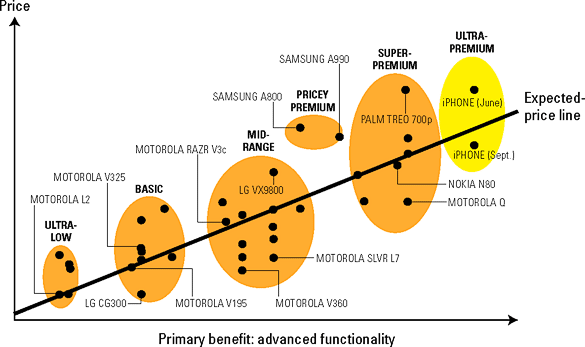 Price
ULTRA-
PREMIUM
SUPER-
PREMIUM
SAMSUNG A990
PRICEY
PREMIUM
SAMSUNG A800
iPHONE (June)
Expected-
price line
PALM TREO 700p
MID-
RANGE
MOTOROLA RAZR V3c
iPHONE (Sept.)
MOTOROLA V325
LG VX9800
NOKIA N80
MOTOROLA L2
BASIC
MOTOROLA Q
ULTRA-
LOW
MOTOROLA SLVR L7
LG CG300
MOTOROLA V195
MOTOROLA V360
Primary benefit: advanced functionality